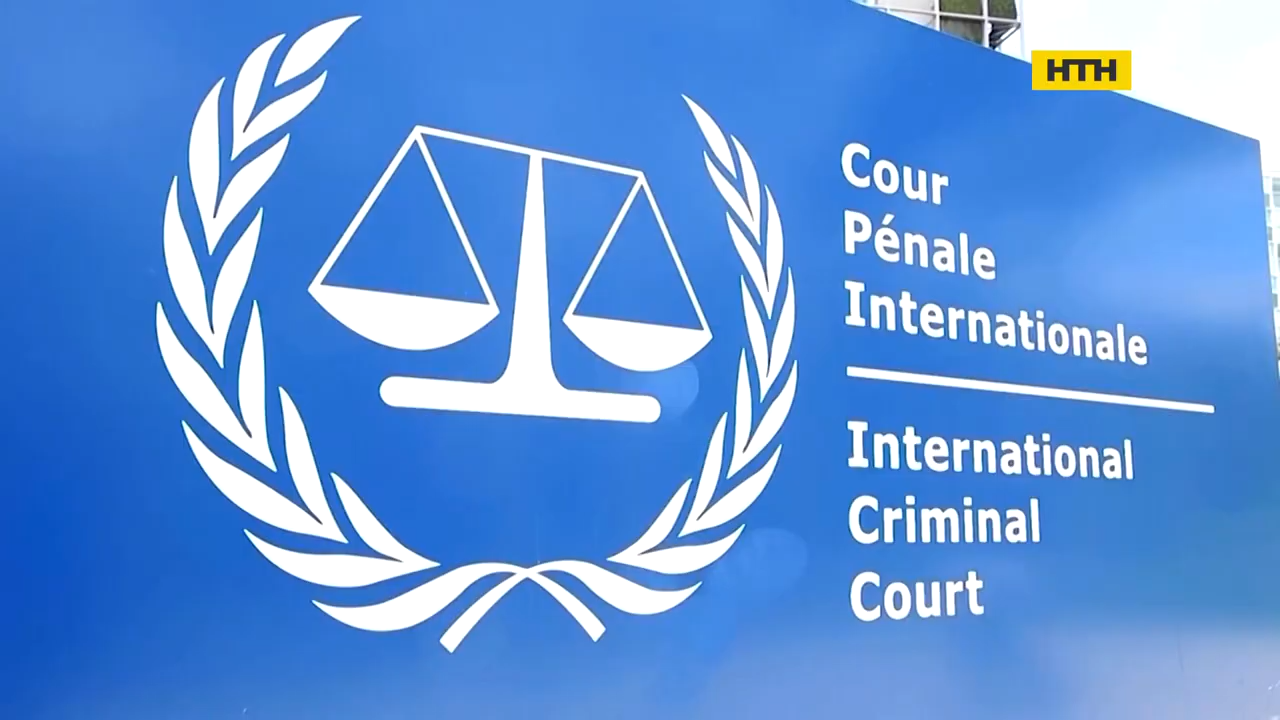 НТН
Cour
Pénale
Internationale
International
Criminal
Court